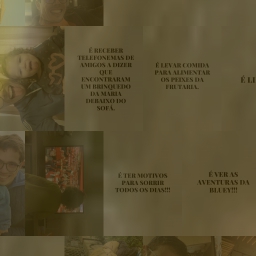 É RECEBER
TELEFONEMAS DE
AMIGOS A DIZER
QUE
ENCONTRARAM
UM BRINQUEDO
DA MARIA
DEBAIXO DO
SOFÁ.
É LEVAR COMIDA
PARA ALIMENTAR
OS PEIXES DA
FRUTARIA.
É TER MOTIVOS
PARA SORRIR
TODOS OS DIAS!!!
É VER AS
AVENTURAS DA
BLUEY!!!